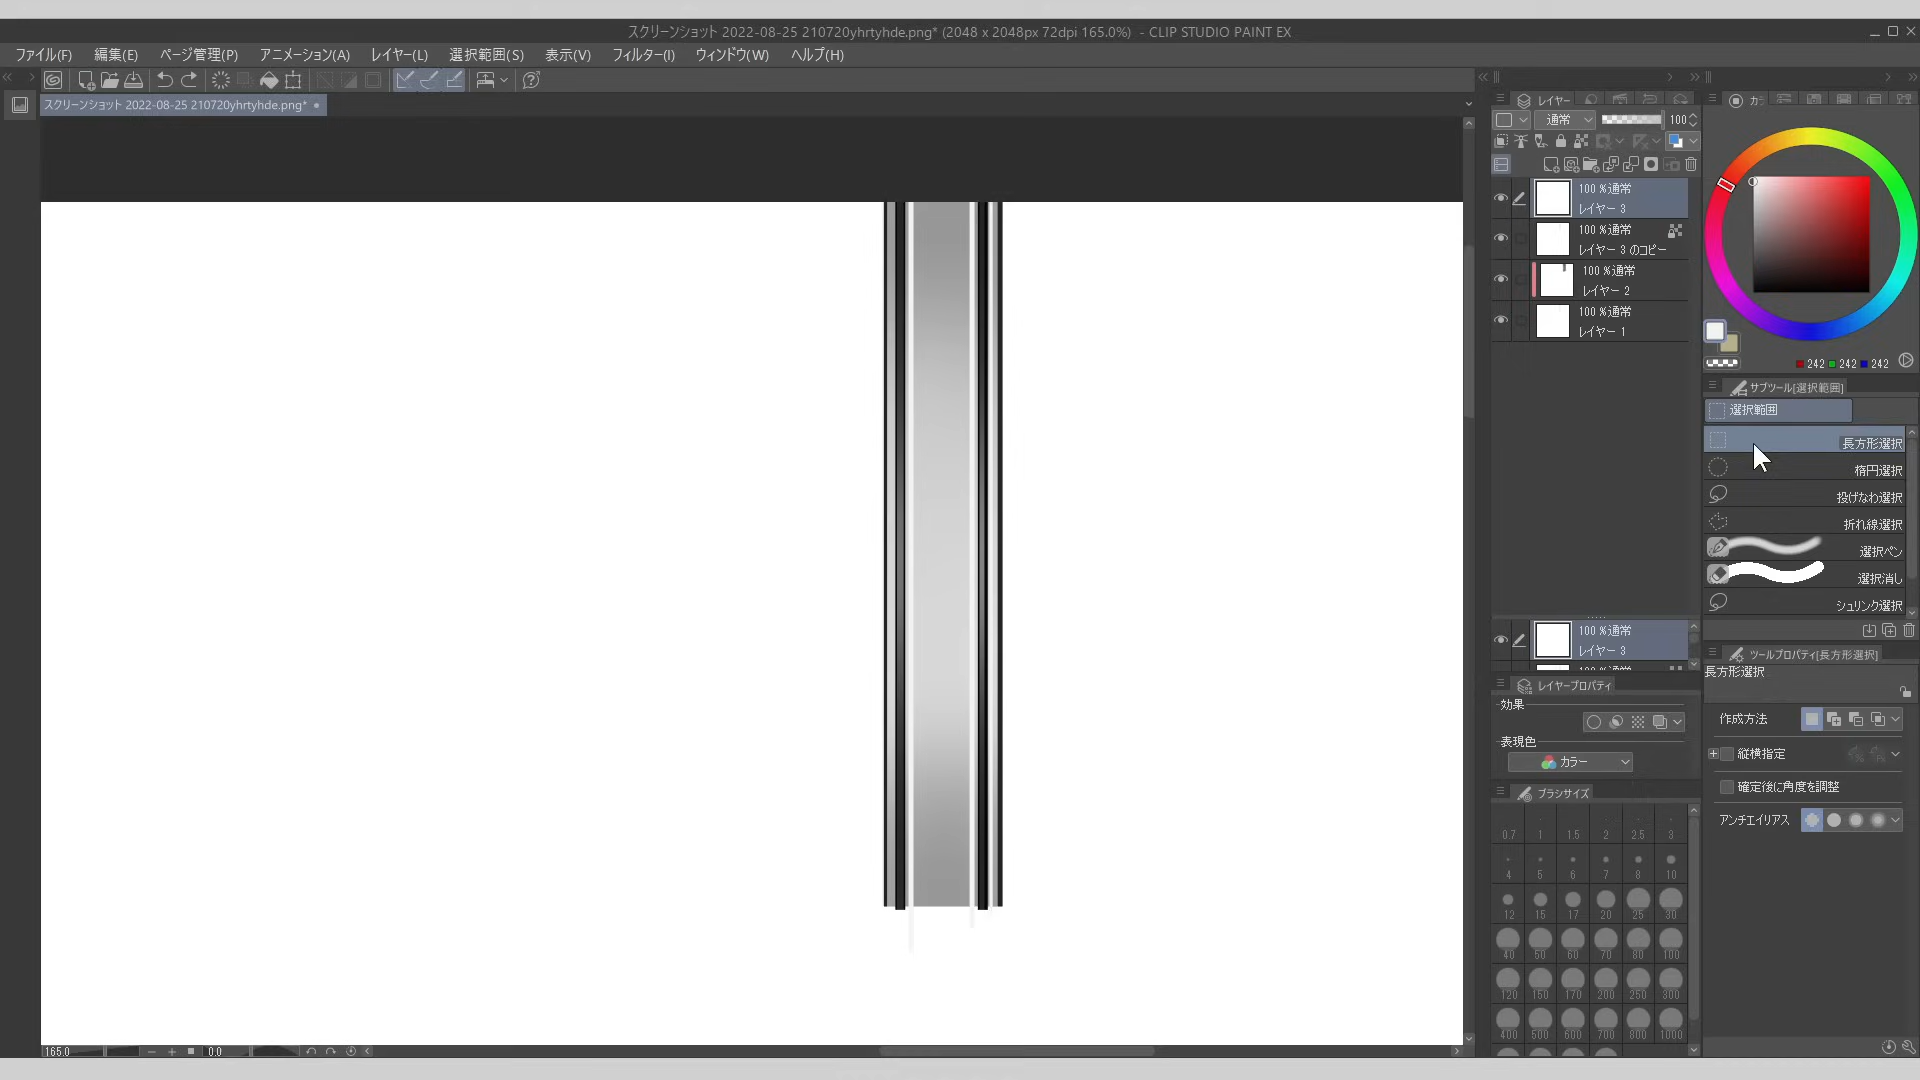 スクリーンショット 2022-08-25 210720yhrtyhde.png* (2048 x 2048px 72dpi 165.0%) - CLIP STUDIO PAINT EX
ファイル(F) 編集(E) ページ管理(P) アニメーション(A) レイヤー(L) 選択範囲(S) 表示(V) フィルター(I) ウィンドウ(W) ヘルプ(H)
スクリーンショット 2022-08-25 210720yhrtyhde.png*
レイヤー
通常 100
100 %通常
レイヤー 3
100 %通常
レイヤー 3 のコピー
100 %通常
レイヤー 2
100 %通常
レイヤー 1
100 %通常
レイヤー 3
レイヤープロパティ
効果
表現色
カラー
ブラシサイズ
0.7 1 1.5 2 2.5 3
4 5 6 7 8 10
12 15 17 20 25 30
40 50 60 70 80 100
120 150 170 200 250 300
400 500 600 700 800 1000
カラ
242 242 242
サブツール[選択範囲]
選択範囲
長方形選択
楕円選択
投げなわ選択
折れ線選択
選択ペン
選択消し
シュリンク選択
ツールプロパティ[長方形選択]
長方形選択
作成方法
縦横指定
確定後に角度を調整
アンチエイリアス
165.0 0.0